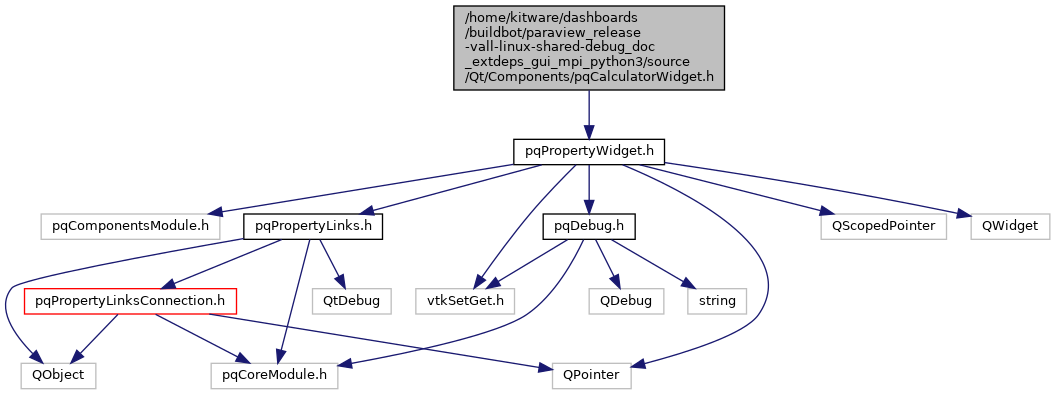 /home/kitware/dashboards
/buildbot/paraview_release
-vall-linux-shared-debug_doc
_extdeps_gui_mpi_python3/source
/Qt/Components/pqCalculatorWidget.h
pqPropertyWidget.h
pqComponentsModule.h
pqPropertyLinks.h
pqDebug.h
QScopedPointer
QWidget
pqPropertyLinksConnection.h
QtDebug
vtkSetGet.h
QDebug
string
QObject
pqCoreModule.h
QPointer